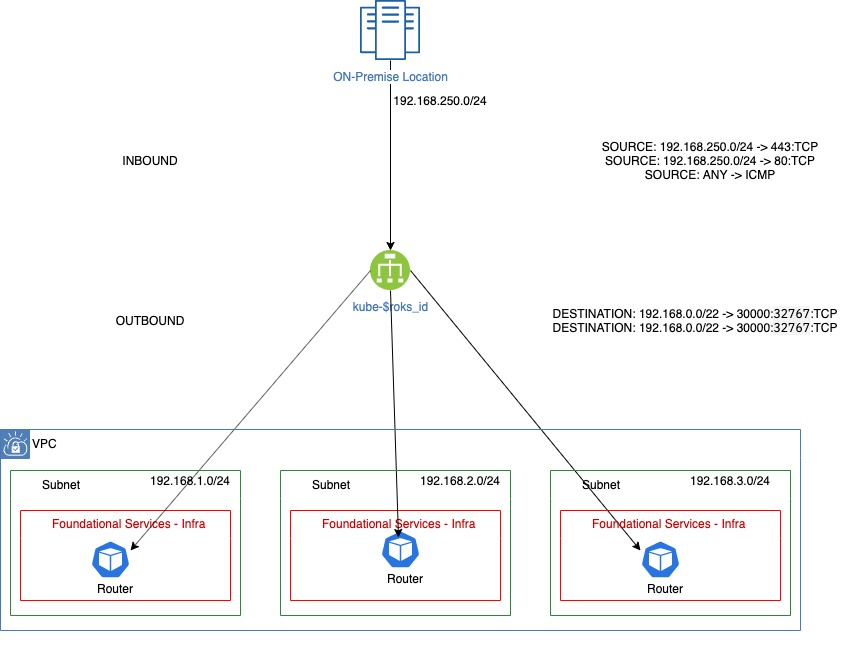 ON-Premise Location
192.168.250.0/24
INBOUND
SOURCE: 192.168.250.0/24 -> 443:TCP
SOURCE: 192.168.250.0/24 -> 80:TCP
SOURCE: ANY -> ICMP
kube-$roks_id
OUTBOUND
DESTINATION: 192.168.0.0/22 -> 30000:32767:TCP
DESTINATION: 192.168.0.0/22 -> 30000:32767:TCP
VPC
Subnet
192.168.1.0/24
Foundational Services - Infra
Router
Subnet
192.168.2.0/24
Foundational Services - Infra
Router
Subnet
192.168.3.0/24
Foundational Services - Infra
Router